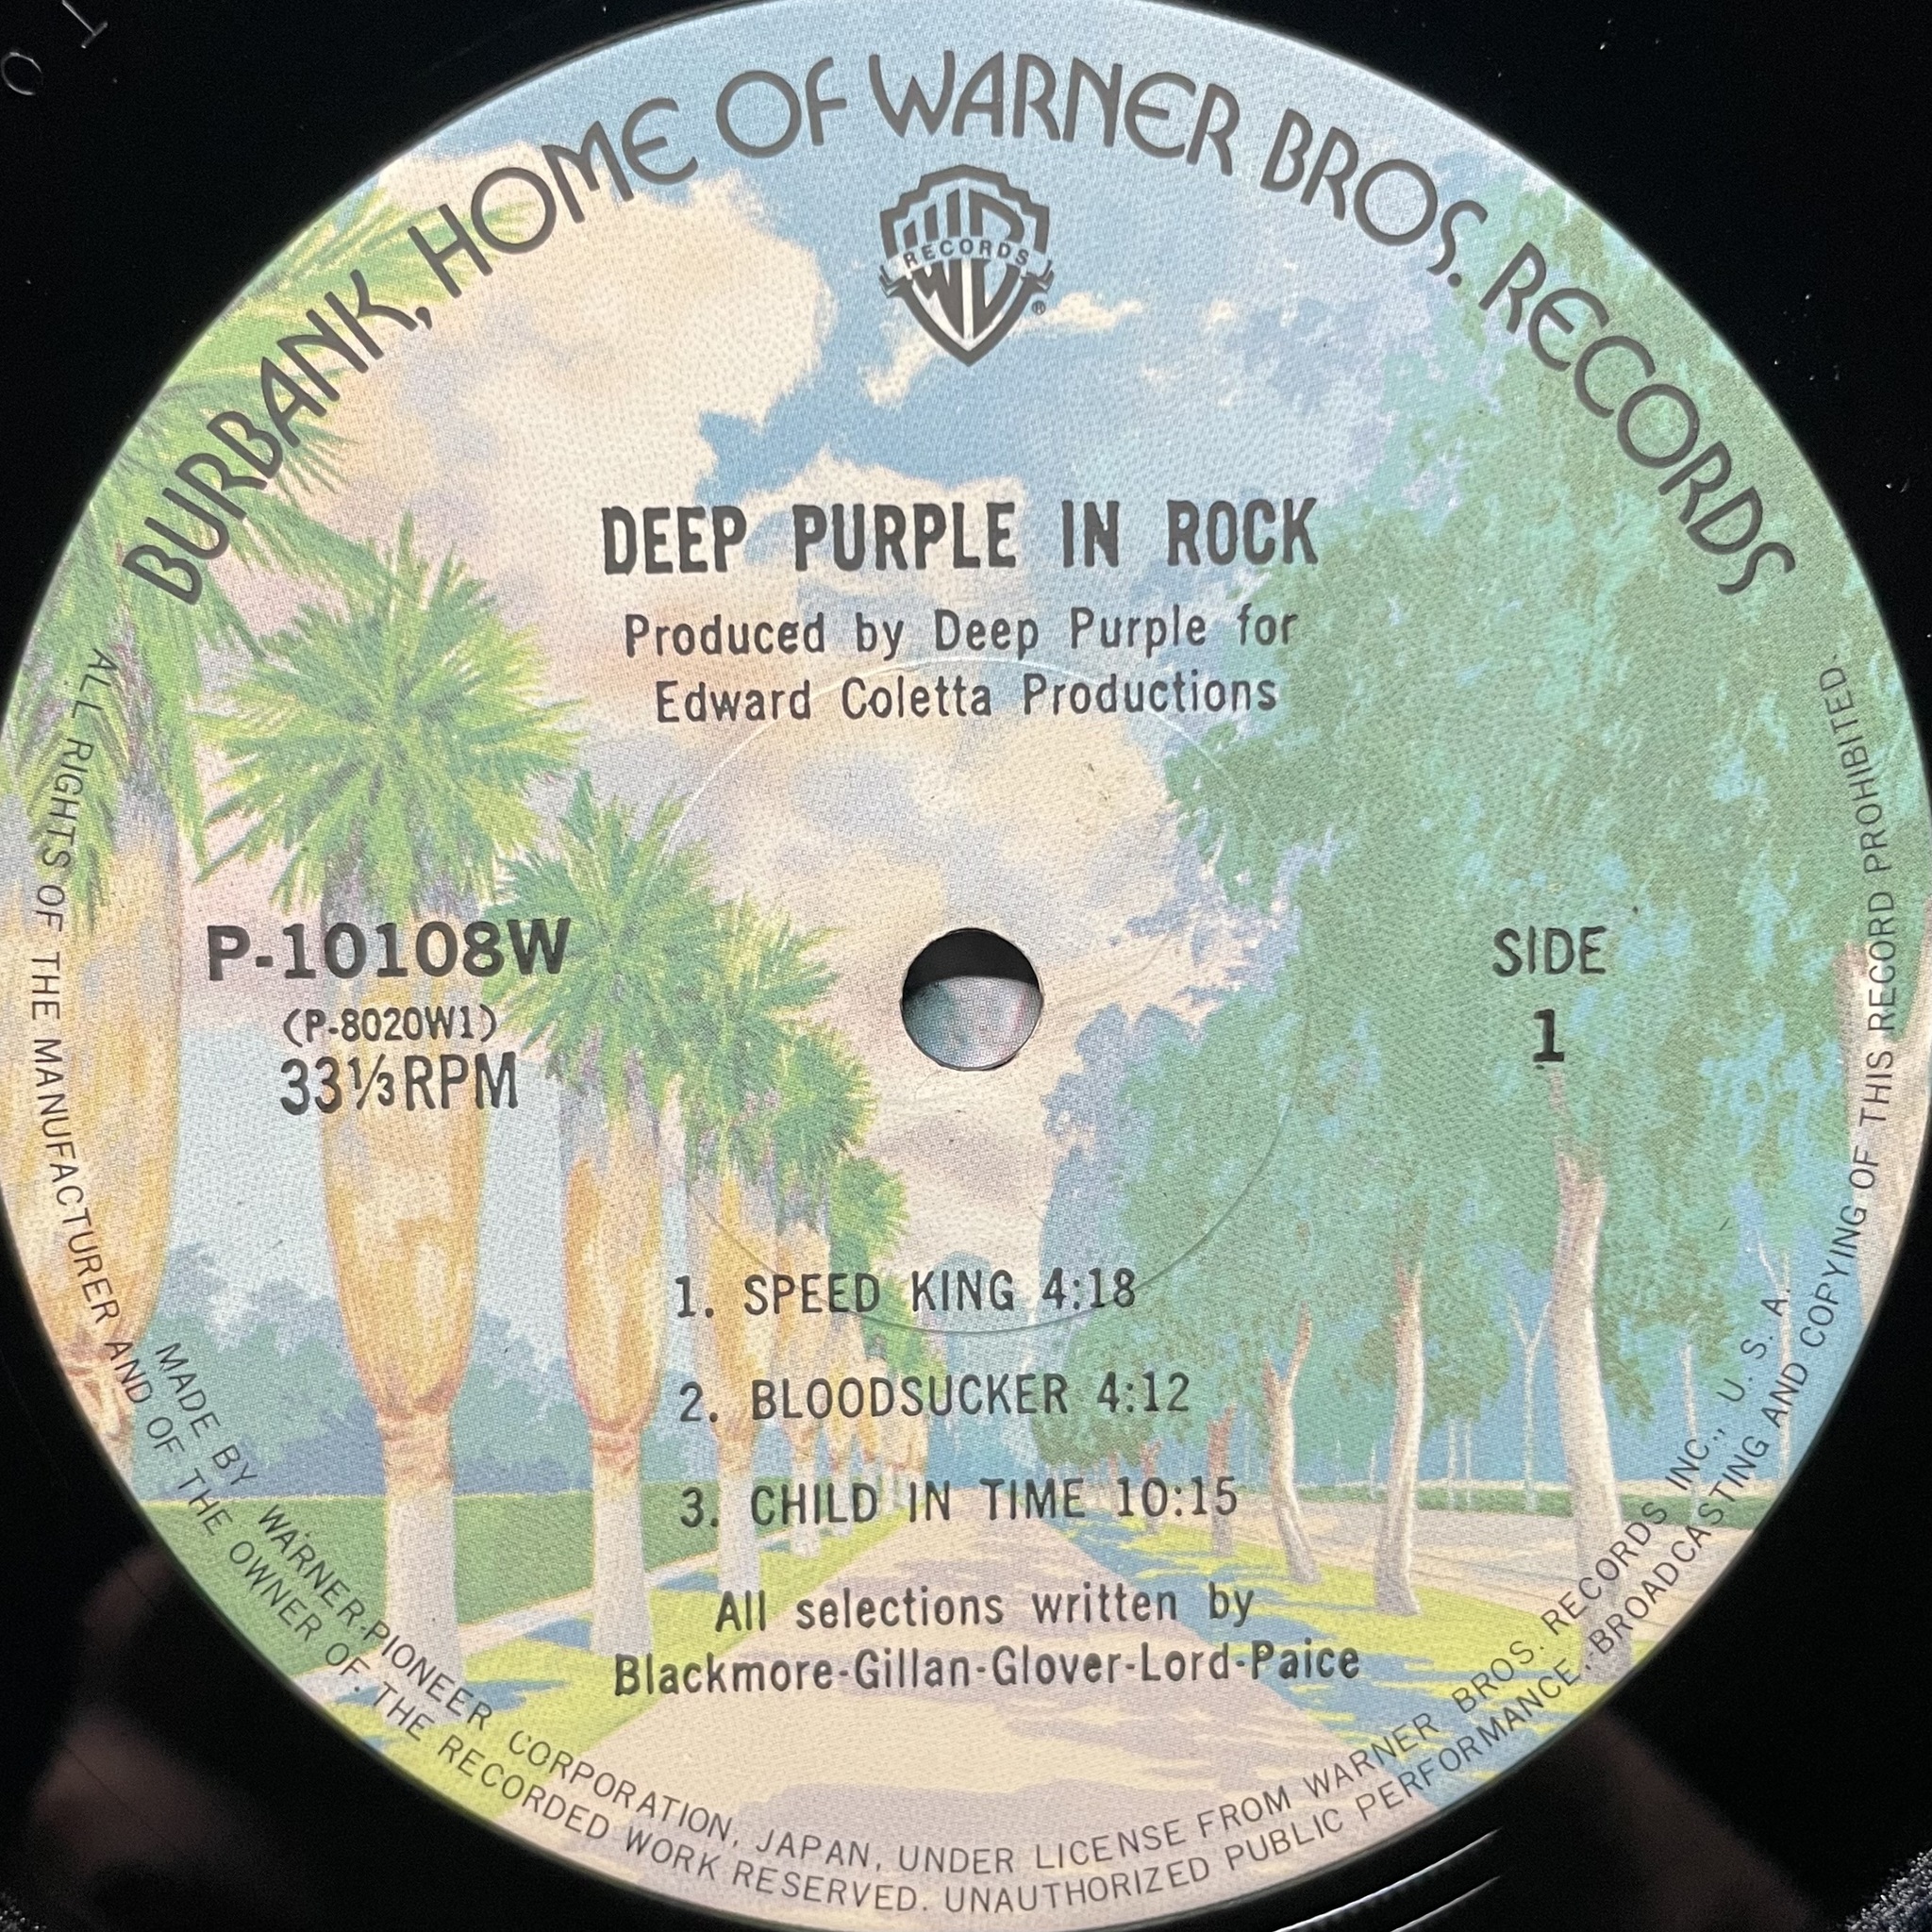 BURBANK, HOME OF WARNER BROS. RECORDS
RECORDS
®
DEEP PURPLE IN ROCK
Produced by Deep Purple for
Edward Coletta Productions
P-10108W
(P-8020W1)
33⅓RPM
SIDE
1
1. SPEED KING 4:18
2. BLOODSUCKER 4:12
3. CHILD IN TIME 10:15
All selections written by
Blackmore-Gillan-Glover-Lord-Paice
MADE BY WARNER-PIONEER CORPORATION, JAPAN, UNDER LICENSE FROM WARNER BROS. RECORDS INC., U. S. A.
ALL RIGHTS OF THE MANUFACTURER AND OF THE OWNER OF THE RECORDED WORK RESERVED. UNAUTHORIZED PUBLIC PERFORMANCE, BROADCASTING AND COPYING OF THIS RECORD PROHIBITED.